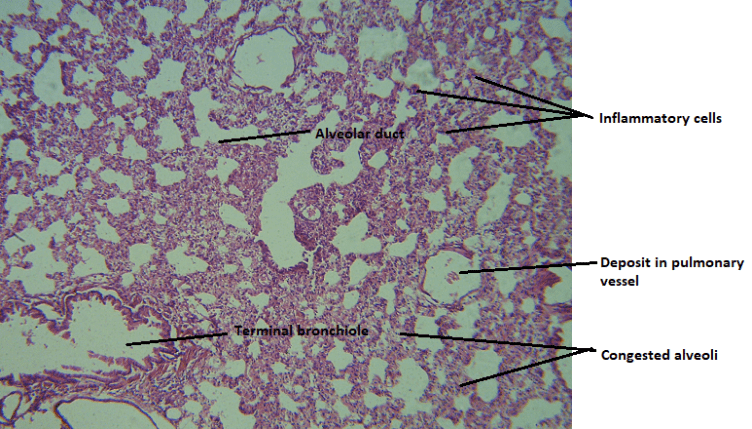 Inflammatory cells
Alveolar duct
Deposit in pulmonary
vessel
Terminal bronchiole
Congested alveoli